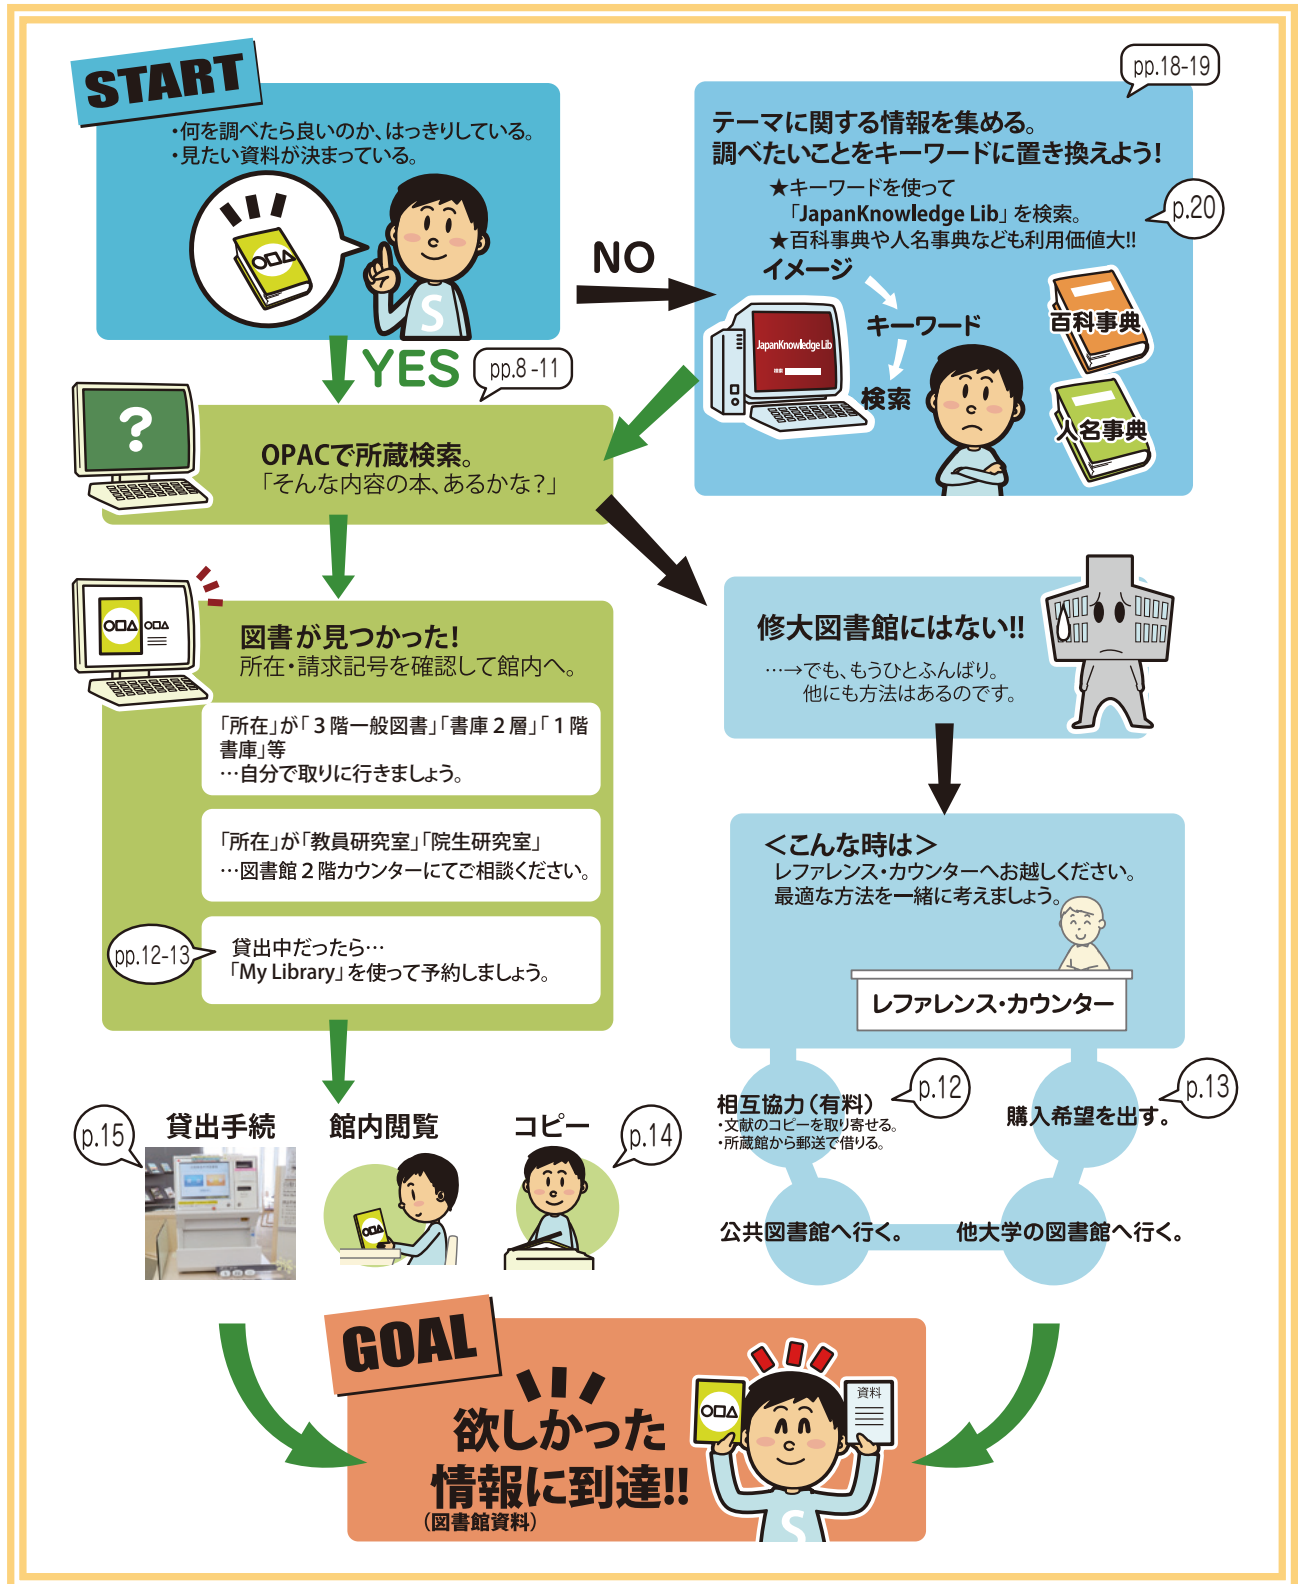 START
・何を調べたら良いのか、はっきりしている。
・見たい資料が決まっている。
○□△
S
NO
YES
pp.18-19
テーマに関する情報を集める。
調べたいことをキーワードに置き換えよう!
★キーワードを使って
「JapanKnowledge Lib」を検索。
★百科事典や人名事典なども利用価値大!!
p.20
イメージ
キーワード
検索
JapanKnowledge Lib
百科事典
人名事典
pp.8-11
?
OPACで所蔵検索。
「そんな内容の本、あるかな?」
○□△
○□△
図書が見つかった!
所在・請求記号を確認して館内へ。
「所在」が「3階一般図書」「書庫2層」「1階
書庫」等
…自分で取りに行きましょう。
「所在」が「教員研究室」「院生研究室」
…図書館2階カウンターにてご相談ください。
pp.12-13
貸出中だったら…
「My Library」を使って予約しましょう。
修大図書館にはない!!
…→でも、もうひとふんばり。
他にも方法はあるのです。
<こんな時は>
レファレンス・カウンターへお越しください。
最適な方法を一緒に考えましょう。
レファレンス・カウンター
p.15
貸出手続
館内閲覧
コピー
p.14
○□△
相互協力(有料)
・文献のコピーを取り寄せる。
・所蔵館から郵送で借りる。
p.12
購入希望を出す。
p.13
公共図書館へ行く。
他大学の図書館へ行く。
GOAL
欲しかった
情報に到達!!
(図書館資料)
○□△
資料
S